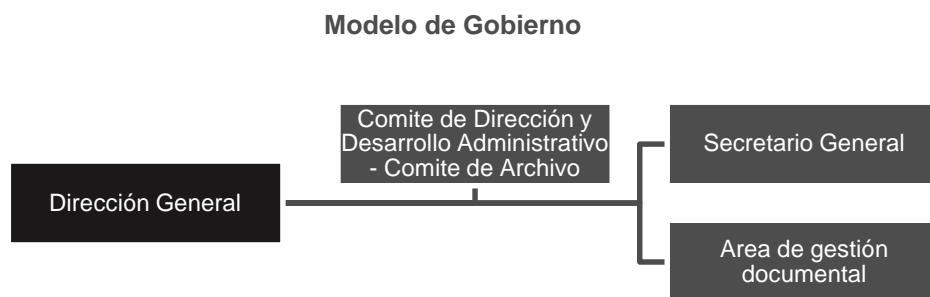 Modelo de Gobierno
Comite de Dirección y
Desarrollo Administrativo
- Comite de Archivo
Secretario General
Dirección General
Area de gestión
documental